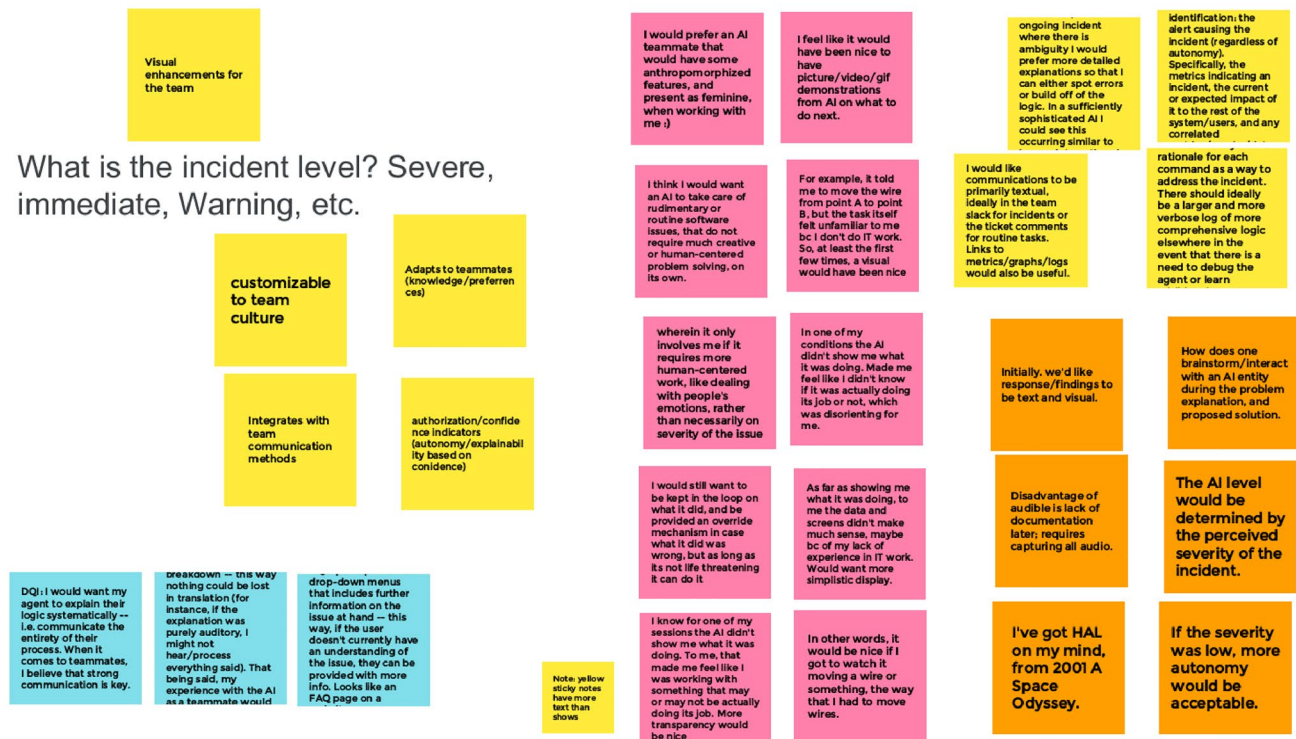 Visual
enhancements for
the team
What is the incident level? Severe,
immediate, Warning, etc.
customizable
to team
culture
Adapts to teammates
(knowledge/preferren
ces)
Integrates with
team
communication
methods
authorization/confide
nce indicators
(autonomy/explainabil
ity based on
conidence)
DQI: I would want my
agent to explain their
logic systematically --
i.e. communicate the
entirety of their
process. When it
comes to teammates,
I believe that strong
communication is key.
breakdown -- this way
nothing could be lost
in translation (for
instance, if the
explanation was
purely auditory, I
might not
hear/process
everything said). That
being said, my
experience with the AI
as a teammate would
drop-down menus
that includes further
information on the
issue at hand -- this
way, if the user
doesn't currently have
an understanding of
the issue, they can be
provided with more
info. Looks like an
FAQ page on a
Note: yellow
sticky notes
have more
text than
shows
I would prefer an AI
teammate that
would have some
anthropomorphized
features, and
present as feminine,
when working with
me :)
I feel like it would
have been nice to
have
picture/video/gif
demonstrations
from AI on what to
do next.
I think I would want
an AI to take care of
rudimentary or
routine software
issues, that do not
require much creative
or human-centered
problem solving, on
its own.
For example, it told
me to move the wire
from point A to point
B, but the task itself
felt unfamiliar to me
bc I don't do IT work.
So, at least the first
few times, a visual
would have been nice
wherein it only
involves me if it
requires more
human-centered
work, like dealing
with people's
emotions, rather
than necessarily on
severity of the issue
In one of my
conditions the AI
didn't show me what
it was doing. Made me
feel like I didn't know
if it was actually doing
its job or not, which
was disorienting for
me.
I would still want to
be kept in the loop on
what it did, and be
provided an override
mechanism in case
what it did was
wrong, but as long as
its not life threatening
it can do it
As far as showing me
what it was doing, to
me the data and
screens didn't make
much sense, maybe
bc of my lack of
experience in IT work.
Would want more
simplistic display.
I know for one of my
sessions the AI didn't
show me what it was
doing. To me, that
made me feel like I
was working with
something that may
or may not be actually
doing its job. More
transparency would
be nice
In other words, it
would be nice if I
got to watch it
moving a wire or
something, the way
that I had to move
wires.
ongoing incident
where there is
ambiguity I would
prefer more detailed
explanations so that I
can either spot errors
or build off of the
logic. In a sufficiently
sophisticated AI I
could see this
occurring similar to
identification: the
alert causing the
incident (regardless of
autonomy).
Specifically, the
metrics indicating an
incident, the current
or expected impact of
it to the rest of the
system/users, and any
correlated
I would like
communications to be
primarily textual,
ideally in the team
slack for incidents or
the ticket comments
for routine tasks.
Links to
metrics/graphs/logs
would also be useful.
rationale for each
command as a way to
address the incident.
There should ideally
be a larger and more
verbose log of more
comprehensive logic
elsewhere in the
event that there is a
need to debug the
agent or learn
Initially, we'd like
response/findings to
be text and visual.
How does one
brainstorm/interact
with an AI entity
during the problem
explanation, and
proposed solution.
Disadvantage of
audible is lack of
documentation
later; requires
capturing all audio.
The AI level
would be
determined by
the perceived
severity of the
incident.
I've got HAL
on my mind,
from 2001 A
Space
Odyssey.
If the severity
was low, more
autonomy
would be
acceptable.